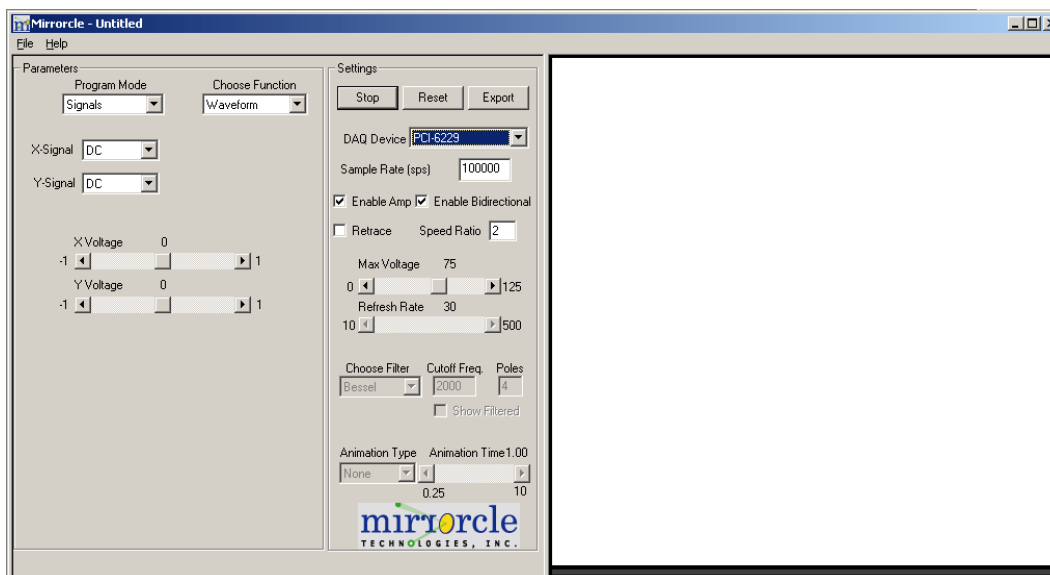 Mirrorcle - Untitled
File Help
Parameters
Program Mode Choose Function
Signals Waveform
X-Signal DC
Y-Signal DC
X Voltage 0
-1 1
Y Voltage 0
-1 1
Settings
Stop Reset Export
DAQ Device PCI-6229
Sample Rate (sps) 100000
Enable Amp Enable Bidirectional
Retrace Speed Ratio 2
Max Voltage 75
0 125
Refresh Rate 30
10 500
Choose Filter Cutoff Freq. Poles
Bessel 2000 4
Show Filtered
Animation Type Animation Time1.00
None
0.25 10
mirrorcle
TECHNOLOGIES, INC.